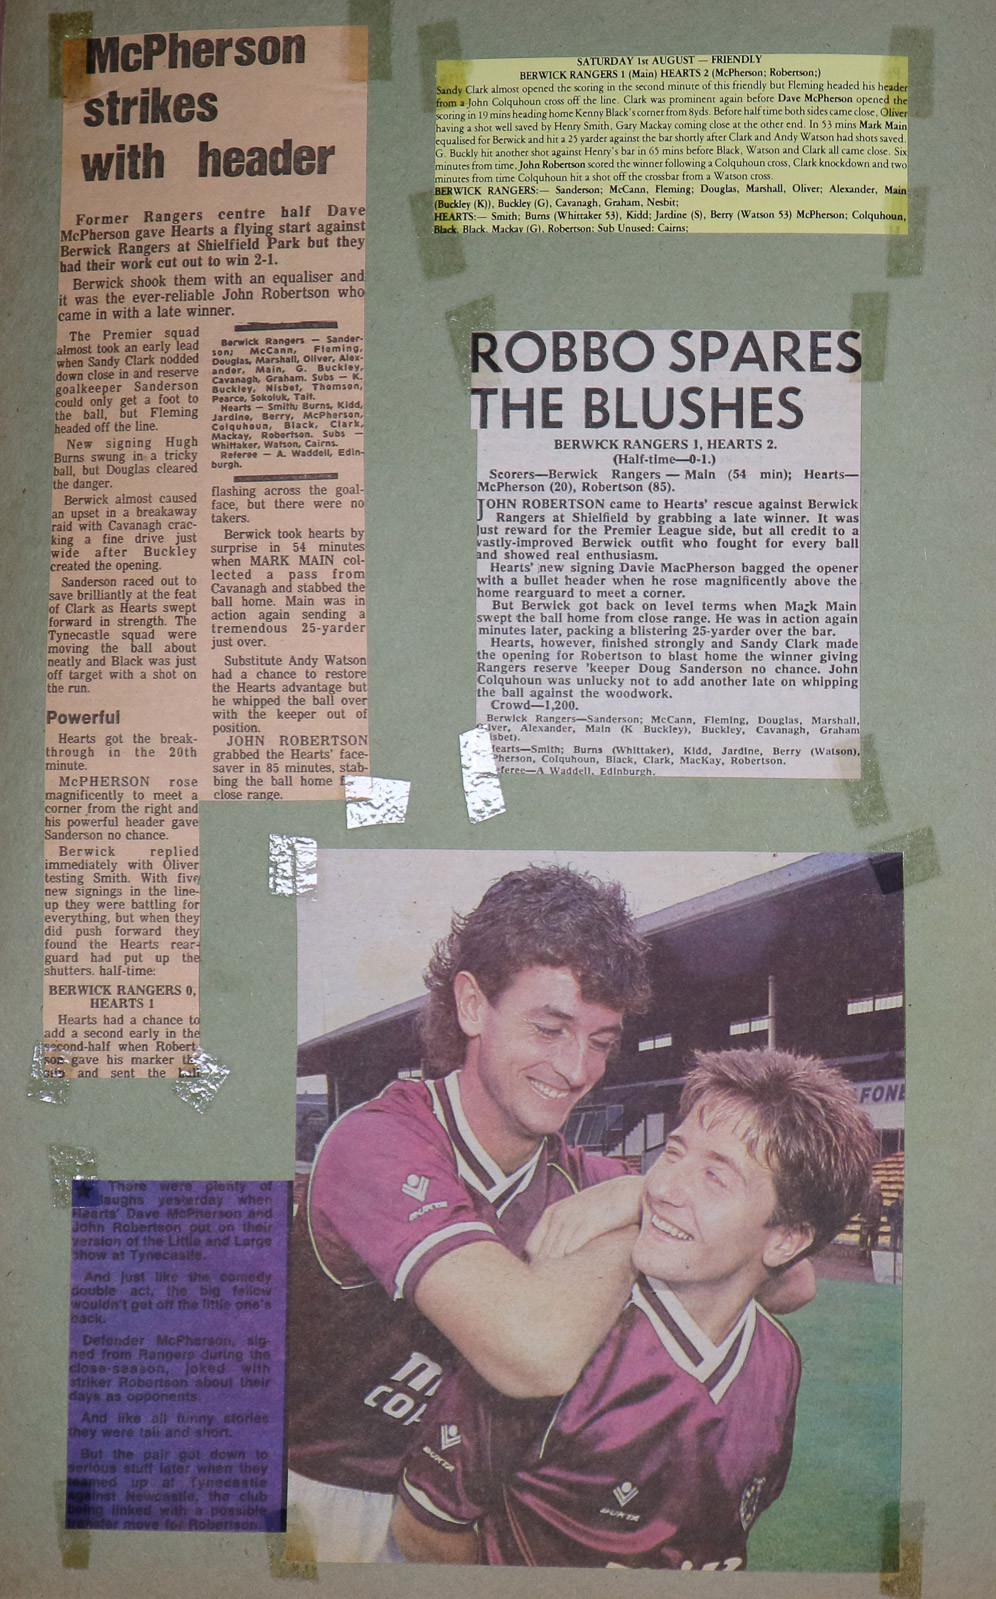 McPherson
strikes
with header
Former Rangers centre half Dave
McPherson gave Hearts a flying start against
Berwick Rangers at Shielfield Park but they
had their work cut out to win 2-1.
Berwick shook them with an equaliser and
it was the ever-reliable John Robertson who
came in with a late winner.
The Premier squad
almost took an early lead
when Sandy Clark nodded
down close in and reserve
goalkeeper Sanderson
could only get a foot to
the ball, but Fleming
headed off the line.
New signing Hugh
Burns swung in a tricky
ball, but Douglas cleared
the danger.
Berwick almost caused
an upset in a breakaway
raid with Cavanagh crac-
king a fine drive just
wide after Buckley
created the opening.
Sanderson raced out to
save brilliantly at the feat
of Clark as Hearts swept
forward in strength. The
Tynecastle squad were
moving the ball about
neatly and Black was just
off target with a shot on
the run.
Powerful
Hearts got the break-
through in the 20th
minute.
McPHERSON rose
magnificently to meet a
corner from the right and
his powerful header gave
Sanderson no chance.
Berwick replied
immediately with Oliver
testing Smith. With five
new signings in the line-
up they were battling for
everything, but when they
did push forward they
found the Hearts rear-
guard had put up the
shutters. half-time:
BERWICK RANGERS 0,
HEARTS 1
Hearts had a chance to
add a second early in the
second-half when Robert-
son gave his marker the
slip and sent the ball
Berwick Rangers — Sander-
son; McCann, Fleming,
Douglas, Marshall, Oliver, Alex-
ander, Main, G. Buckley,
Cavanagh, Graham. Subs — K.
Buckley, Nisbet, Thomson,
Pearce, Sokoluk, Tait.
Hearts — Smith; Burns, Kidd,
Jardine, Berry, McPherson,
Colquhoun, Black, Clark,
Mackay, Robertson. Subs —
Whittaker, Watson, Cairns.
Referee — A. Waddell, Edin-
burgh.
flashing across the goal-
face, but there were no
takers.
Berwick took hearts by
surprise in 54 minutes
when MARK MAIN col-
lected a pass from
Cavanagh and stabbed the
ball home. Main was in
action again sending a
tremendous 25-yarder
just over.
Substitute Andy Watson
had a chance to restore
the Hearts advantage but
he whipped the ball over
with the keeper out of
position.
JOHN ROBERTSON
grabbed the Hearts' face-
saver in 85 minutes, stab-
bing the ball home
close range.
SATURDAY 1st AUGUST — FRIENDLY
BERWICK RANGERS 1 (Main) HEARTS 2 (McPherson; Robertson;)
Sandy Clark almost opened the scoring in the second minute of this friendly but Fleming headed his header
from a John Colquhoun cross off the line. Clark was prominent again before Dave McPherson opened the
scoring in 19 mins heading home Kenny Black's corner from 8yds. Before half time both sides came close, Oliver
having a shot well saved by Henry Smith, Gary Mackay coming close at the other end. In 53 mins Mark Main
equalised for Berwick and hit a 25 yarder against the bar shortly after Clark and Andy Watson had shots saved.
G. Buckly hit another shot against Henry's bar in 65 mins before Black, Watson and Clark all came close. Six
minutes from time, John Robertson scored the winner following a Colquhoun cross, Clark knockdown and two
minutes from time Colquhoun hit a shot off the crossbar from a Watson cross.
BERWICK RANGERS:— Sanderson; McCann, Fleming; Douglas, Marshall, Oliver; Alexander, Main
(Buckley (K)), Buckley (G), Cavanagh, Graham, Nesbit;
HEARTS:— Smith; Burns (Whittaker 53), Kidd; Jardine (S), Berry (Watson 53) McPherson; Colquhoun,
Black, Black, Mackay (G), Robertson; Sub Unused: Cairns;
ROBBO SPARES
THE BLUSHES
BERWICK RANGERS 1, HEARTS 2.
(Half-time—0-1.)
Scorers—Berwick Rangers — Main (54 min); Hearts—
McPherson (20), Robertson (85).
JOHN ROBERTSON came to Hearts' rescue against Berwick
Rangers at Shielfield by grabbing a late winner. It was
just reward for the Premier League side, but all credit to a
vastly-improved Berwick outfit who fought for every ball
and showed real enthusiasm.
Hearts' new signing Davie MacPherson bagged the opener
with a bullet header when he rose magnificently above the
home rearguard to meet a corner.
But Berwick got back on level terms when Mark Main
swept the ball home from close range. He was in action again
minutes later, packing a blistering 25-yarder over the bar.
Hearts, however, finished strongly and Sandy Clark made
the opening for Robertson to blast home the winner giving
Rangers reserve 'keeper Doug Sanderson no chance. John
Colquhoun was unlucky not to add another late on whipping
the ball against the woodwork.
Crowd—1,200.
Berwick Rangers—Sanderson; McCann, Fleming, Douglas, Marshall,
Oliver, Alexander, Main (K Buckley), Buckley, Cavanagh, Graham
isbet).
Hearts—Smith; Burns (Whittaker), Kidd, Jardine, Berry (Watson),
Pherson, Colquhoun, Black, Clark, MacKay, Robertson.
eferee—A Waddell, Edinburgh.
There were plenty of
laughs yesterday when
Hearts' Dave McPherson and
John Robertson put on their
version of the Little and Large
show at Tynecastle.
And just like the comedy
double act, the big fellow
wouldn't get off the little one's
back.
Defender McPherson, sig-
ned from Rangers during the
close-season, joked with
striker Robertson about their
days as opponents.
And like all funny stories
they were tall and short.
But the pair got down to
serious stuff later when they
teamed up at Tynecastle
against Newcastle, the club
being linked with a possible
transfer move for Robertson.
AFONE
BUKTA
BUKTA
BUKTA